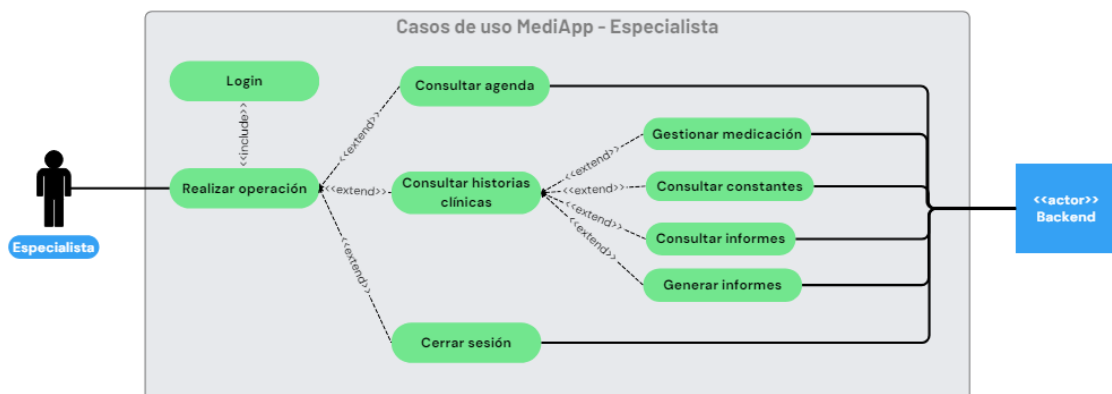 Casos de uso MediApp - Especialista
Login
<<include>>
Realizar operación
Especialista
<<extend>>
<<extend>>
<<extend>>
Consultar agenda
Consultar historias
clínicas
Cerrar sesión
<<extend>>
<<extend>>
<<extend>>
<<extend>>
Gestionar medicación
Consultar constantes
Consultar informes
Generar informes
<<actor>>
Backend